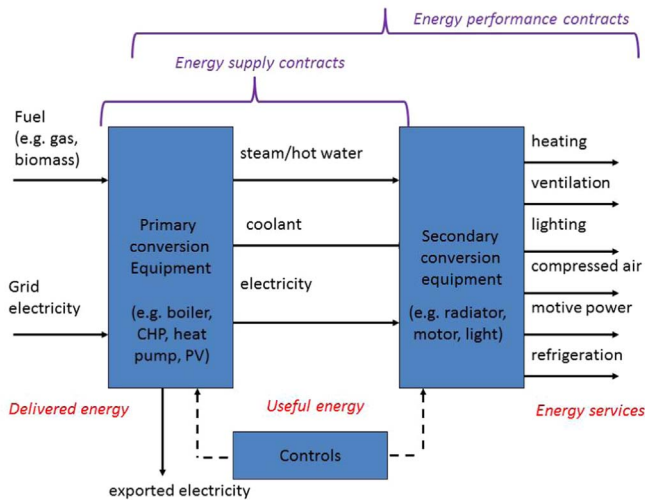 Energy performance contracts
Energy supply contracts
Fuel
(e.g. gas,
biomass)
Grid
electricity
Primary
conversion
Equipment
(e.g. boiler,
CHP, heat
pump, PV)
steam/hot water
coolant
electricity
Secondary
conversion
equipment
(e.g. radiator,
motor, light)
heating
ventilation
lighting
compressed air
motive power
refrigeration
Delivered energy
Useful energy
Energy services
Controls
exported electricity